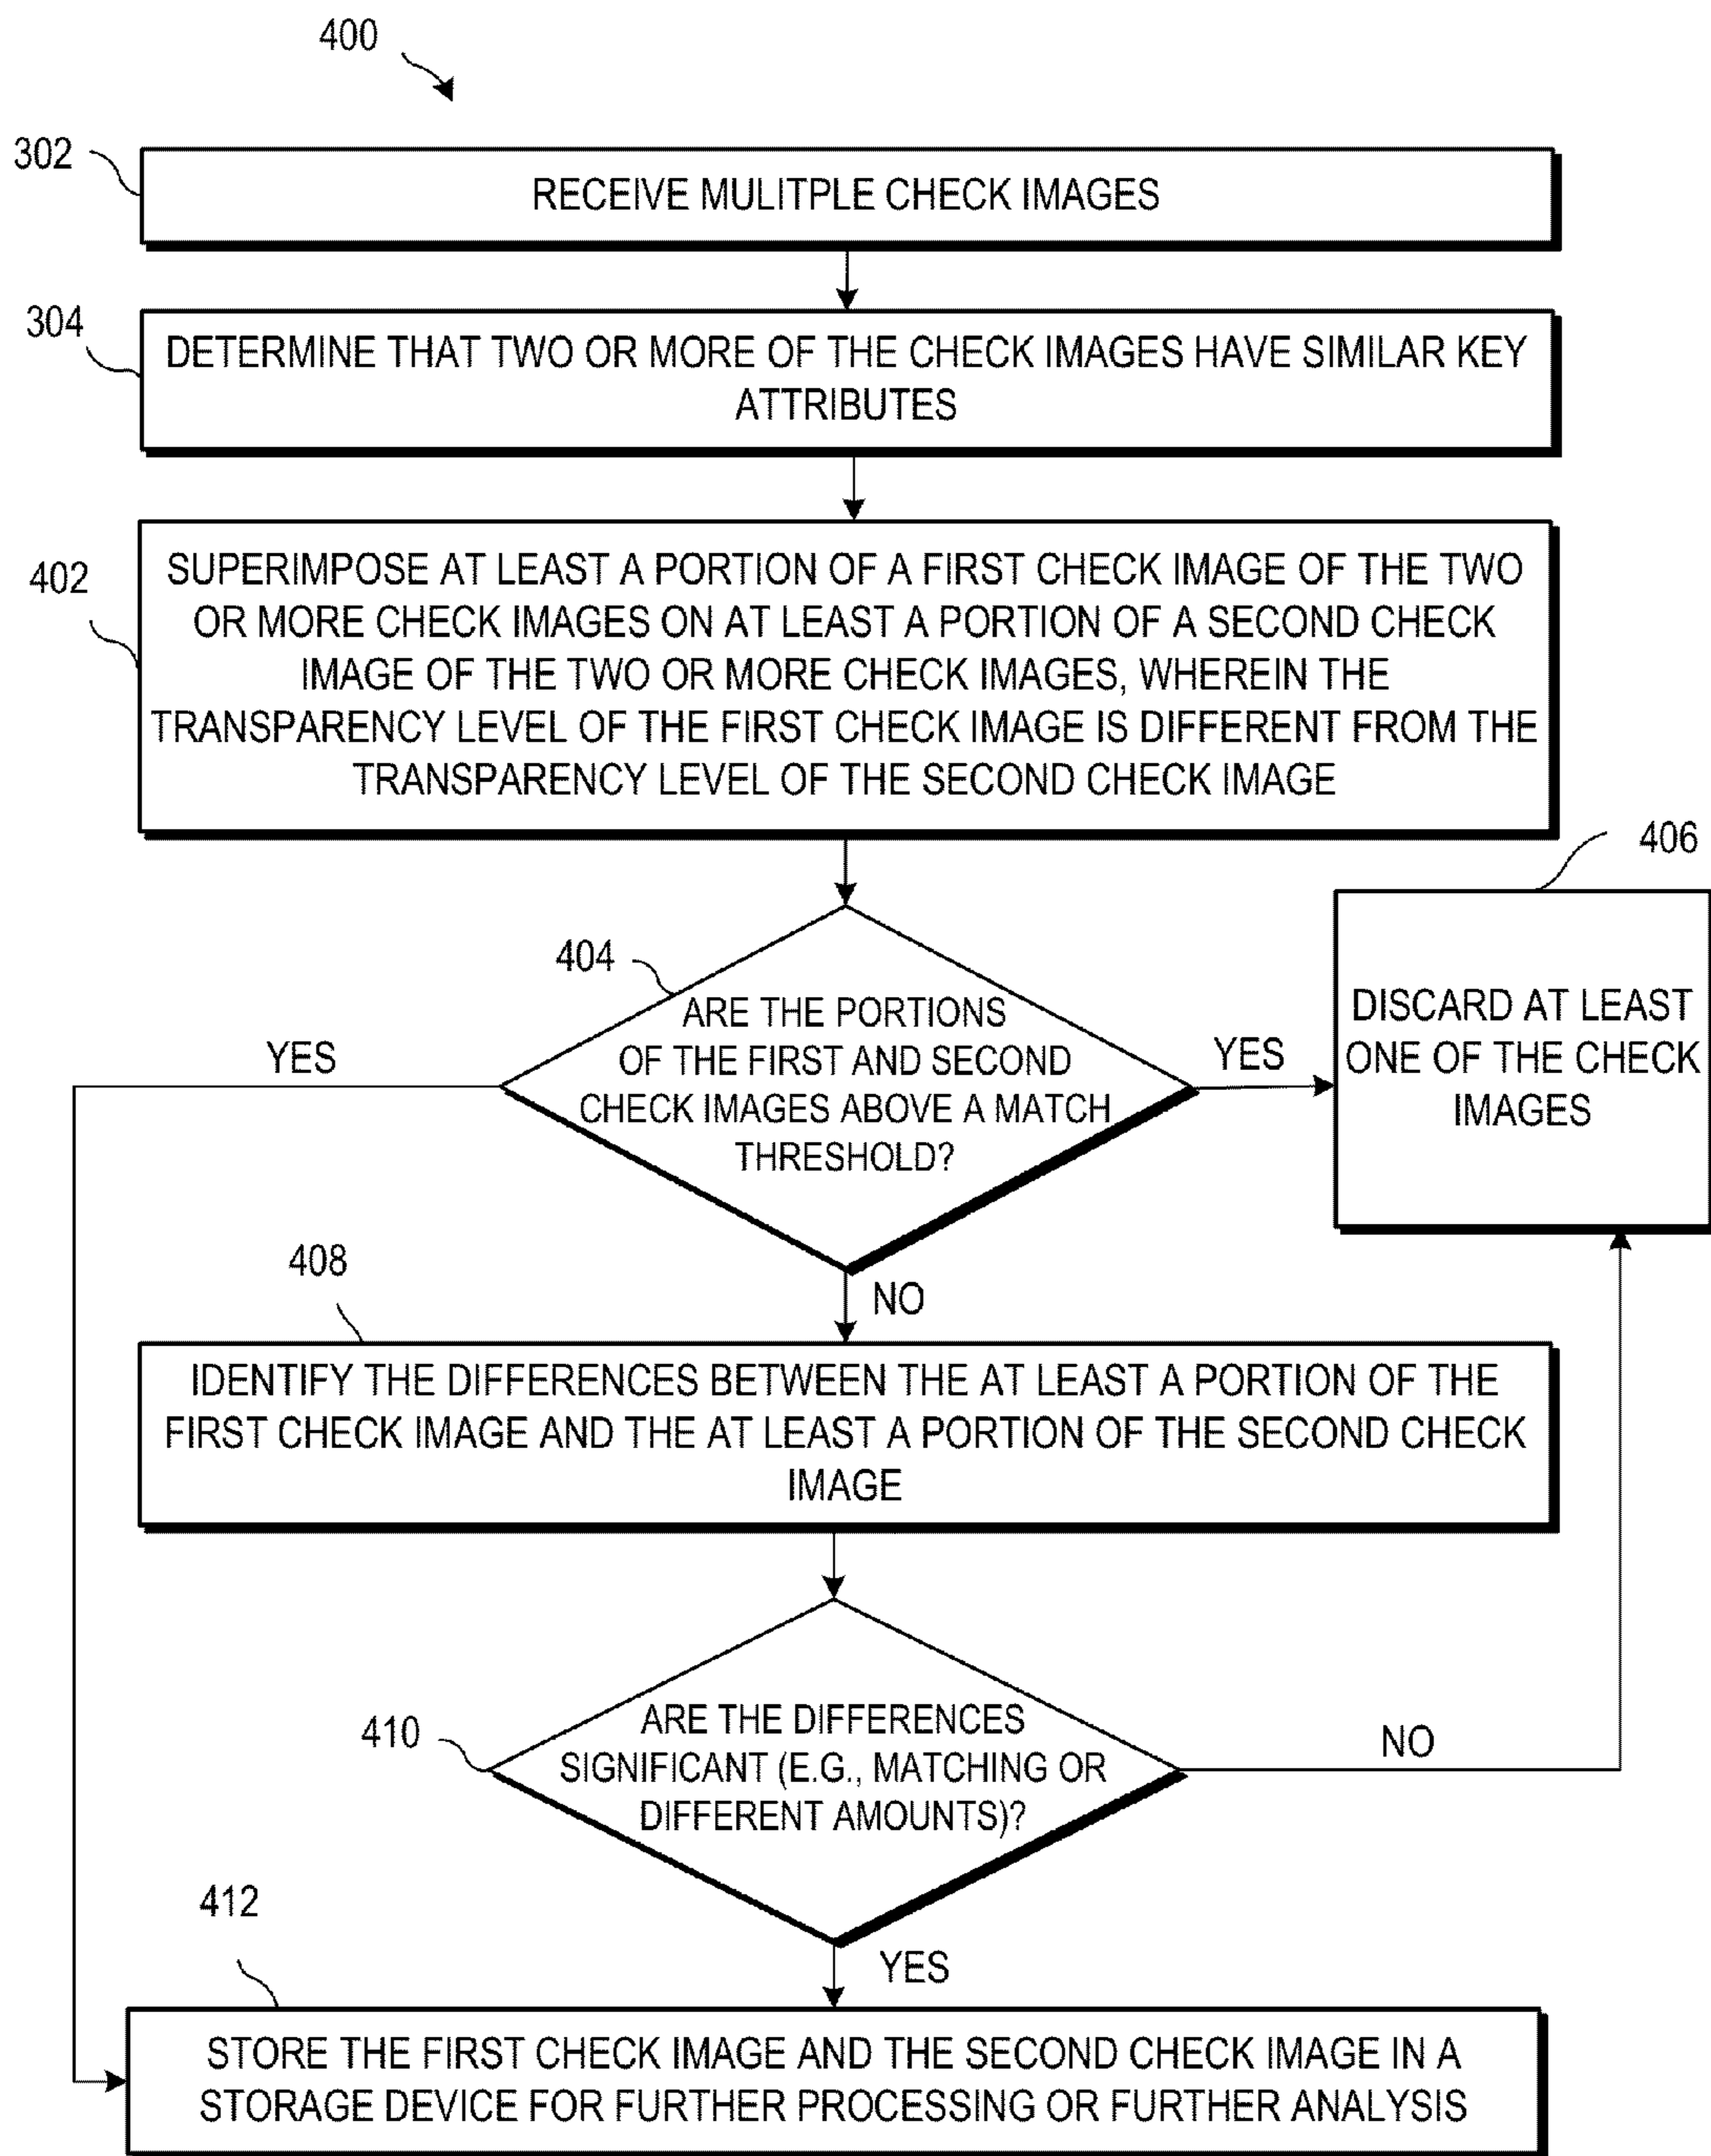 400
302
RECEIVE MULITPLE CHECK IMAGES
304
DETERMINE THAT TWO OR MORE OF THE CHECK IMAGES HAVE SIMILAR KEY
ATTRIBUTES
402
SUPERIMPOSE AT LEAST A PORTION OF A FIRST CHECK IMAGE OF THE TWO
OR MORE CHECK IMAGES ON AT LEAST A PORTION OF A SECOND CHECK
IMAGE OF THE TWO OR MORE CHECK IMAGES, WHEREIN THE
TRANSPARENCY LEVEL OF THE FIRST CHECK IMAGE IS DIFFERENT FROM THE
TRANSPARENCY LEVEL OF THE SECOND CHECK IMAGE
404
ARE THE PORTIONS
OF THE FIRST AND SECOND
CHECK IMAGES ABOVE A MATCH
THRESHOLD?
YES
YES
406
DISCARD AT LEAST
ONE OF THE CHECK
IMAGES
NO
408
IDENTIFY THE DIFFERENCES BETWEEN THE AT LEAST A PORTION OF THE
FIRST CHECK IMAGE AND THE AT LEAST A PORTION OF THE SECOND CHECK
IMAGE
410
ARE THE DIFFERENCES
SIGNIFICANT (E.G., MATCHING OR
DIFFERENT AMOUNTS)?
NO
YES
412
STORE THE FIRST CHECK IMAGE AND THE SECOND CHECK IMAGE IN A
STORAGE DEVICE FOR FURTHER PROCESSING OR FURTHER ANALYSIS